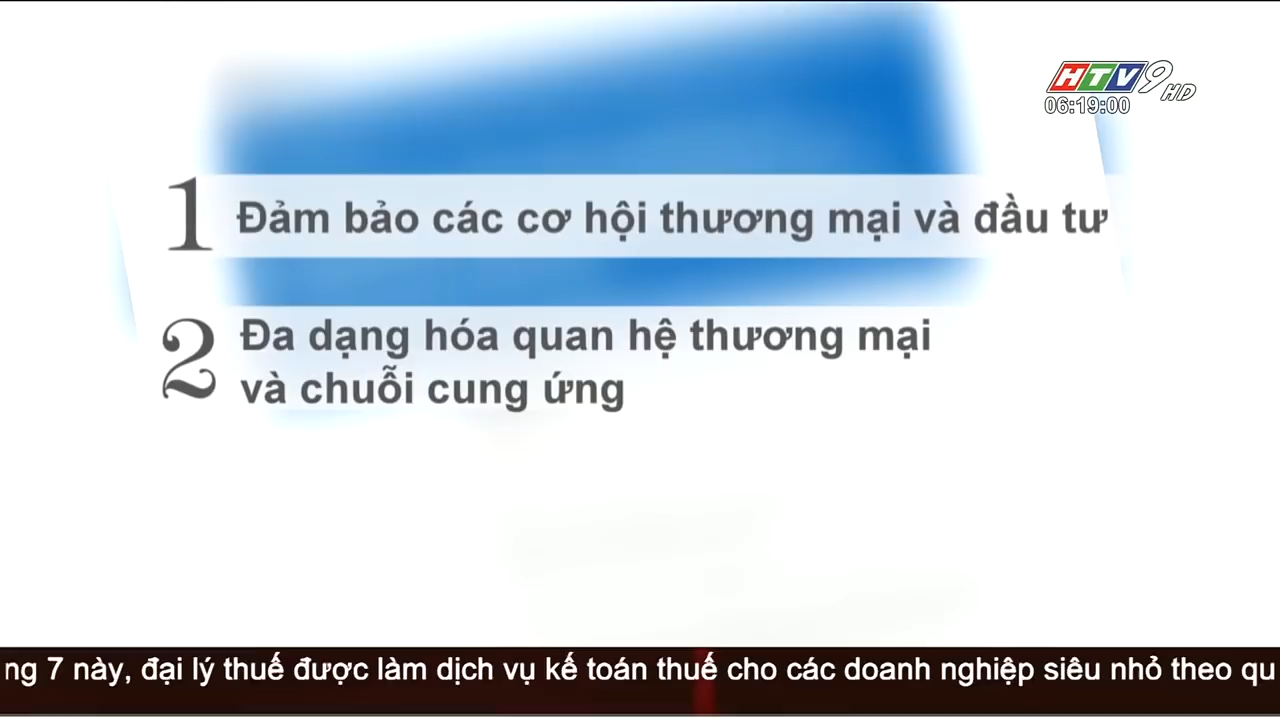 HTV9 HD
06:19:00
1 Đảm bảo các cơ hội thương mại và đầu tư
2 Đa dạng hóa quan hệ thương mại
và chuỗi cung ứng
ng 7 này, đại lý thuế được làm dịch vụ kế toán thuế cho các doanh nghiệp siêu nhỏ theo qu